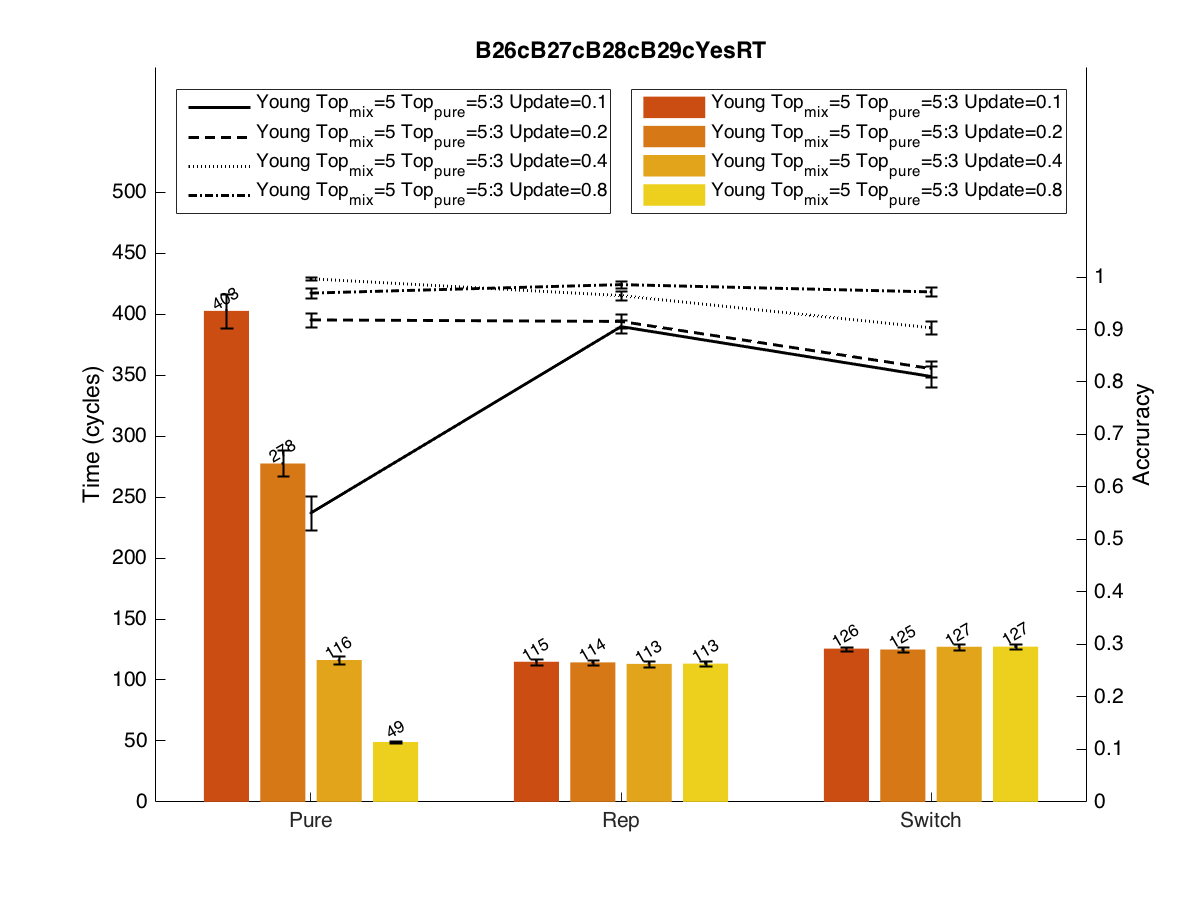 B26cB27cB28cB29cYesRT
Young Top_mix=5 Top_pure=5:3 Update=0.1
Young Top_mix=5 Top_pure=5:3 Update=0.2
Young Top_mix=5 Top_pure=5:3 Update=0.4
Young Top_mix=5 Top_pure=5:3 Update=0.8
Young Top_mix=5 Top_pure=5:3 Update=0.1
Young Top_mix=5 Top_pure=5:3 Update=0.2
Young Top_mix=5 Top_pure=5:3 Update=0.4
Young Top_mix=5 Top_pure=5:3 Update=0.8
Time (cycles)
500
450
400
350
300
250
200
150
100
50
0
403
278
116
49
115
114
113
113
126
125
127
127
Pure
Rep
Switch
1
0.9
0.8
0.7
0.6
0.5
0.4
0.3
0.2
0.1
0
Accruracy